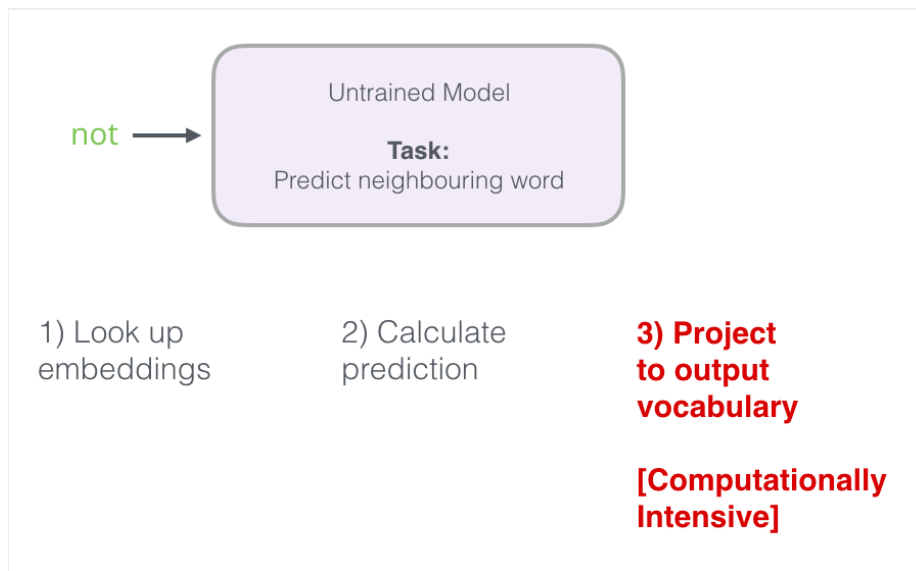 Untrained Model
not
Task:
Predict neighbouring word
1) Look up
embeddings
2) Calculate
prediction
3) Project
to output
vocabulary
[Computationally
Intensive]